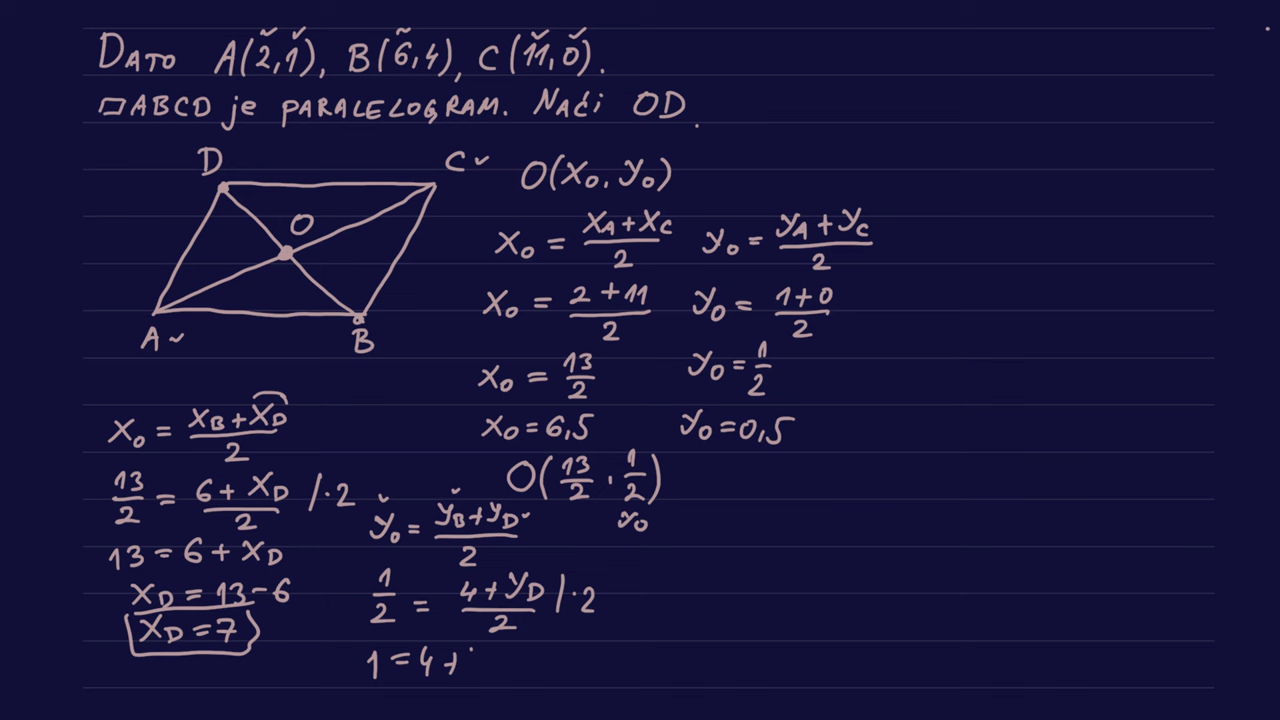 DATO A(2,1), B(6,4), C(11,0).
▱ABCD je PARALELOGRAM. NAĆI OD.
D
C
O
A
B
O(x₀, y₀)
x₀ = (x_A + x_C)/2 y₀ = (y_A + y_C)/2
x₀ = (2+11)/2 y₀ = (1+0)/2
x₀ = 13/2 y₀ = 1/2
x₀ = 6,5 y₀ = 0,5
O(13/2, 1/2)
y₀
x₀ = (x_B + x_D)/2
13/2 = (6 + x_D)/2 /·2
13 = 6 + x_D
x_D = 13 - 6
x_D = 7
y₀ = (y_B + y_D)/2
1/2 = (4 + y_D)/2 /·2
1 = 4 +